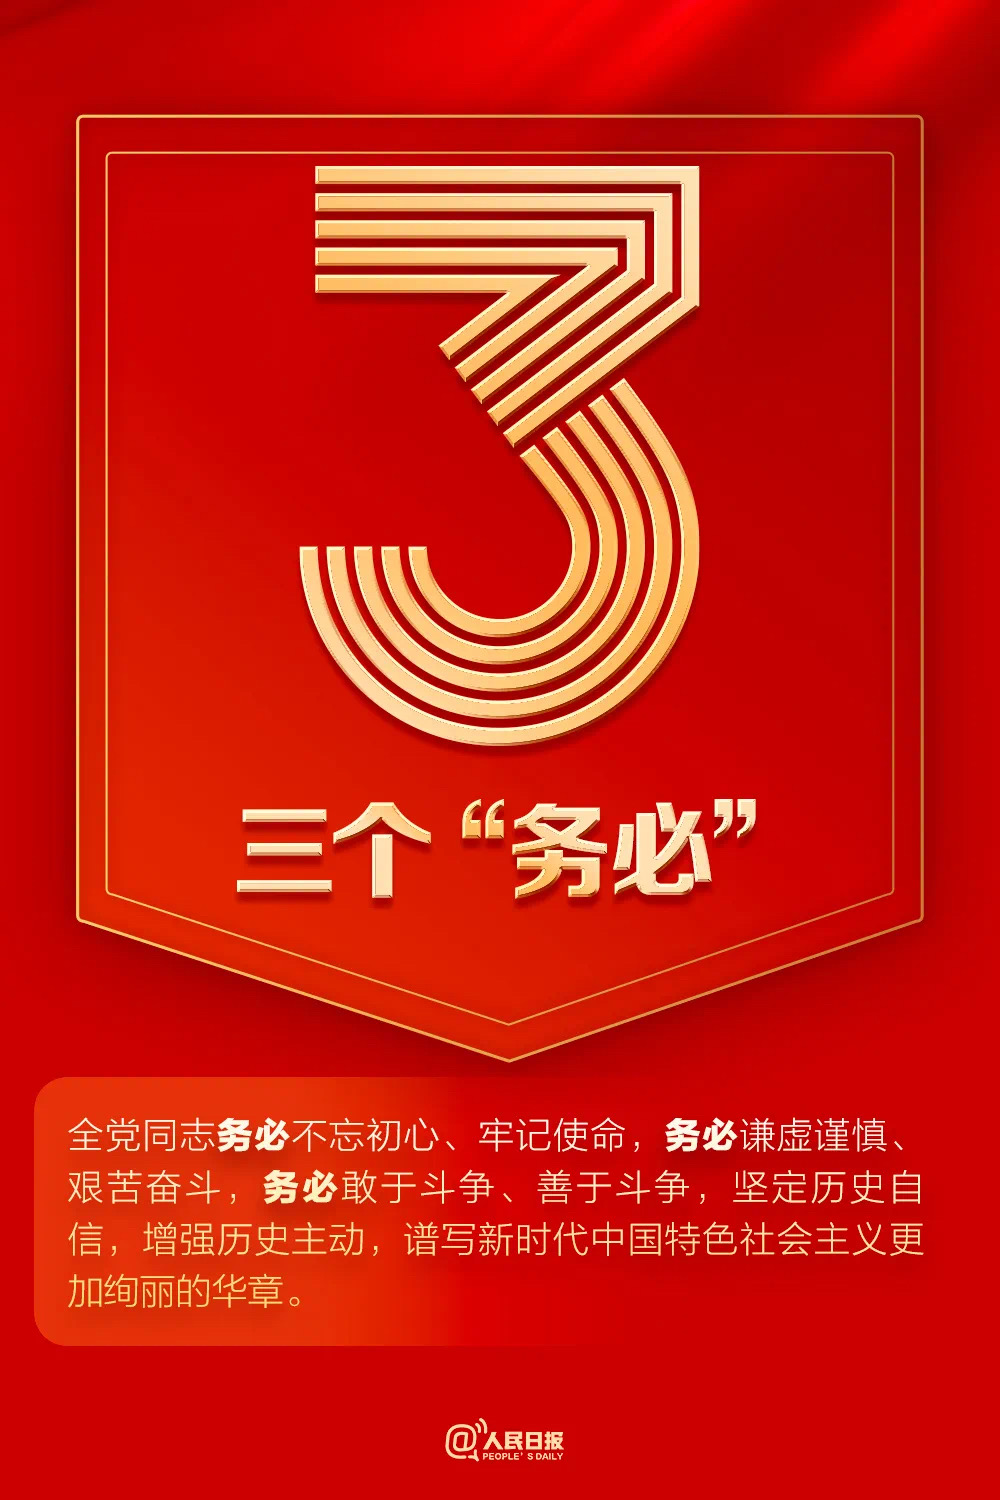 3
三个“务必”
全党同志务必不忘初心、牢记使命，务必谦虚谨慎、
艰苦奋斗，务必敢于斗争、善于斗争，坚定历史自
信，增强历史主动，谱写新时代中国特色社会主义更
加绚丽的华章。
@人民日报
PEOPLE'S DAILY